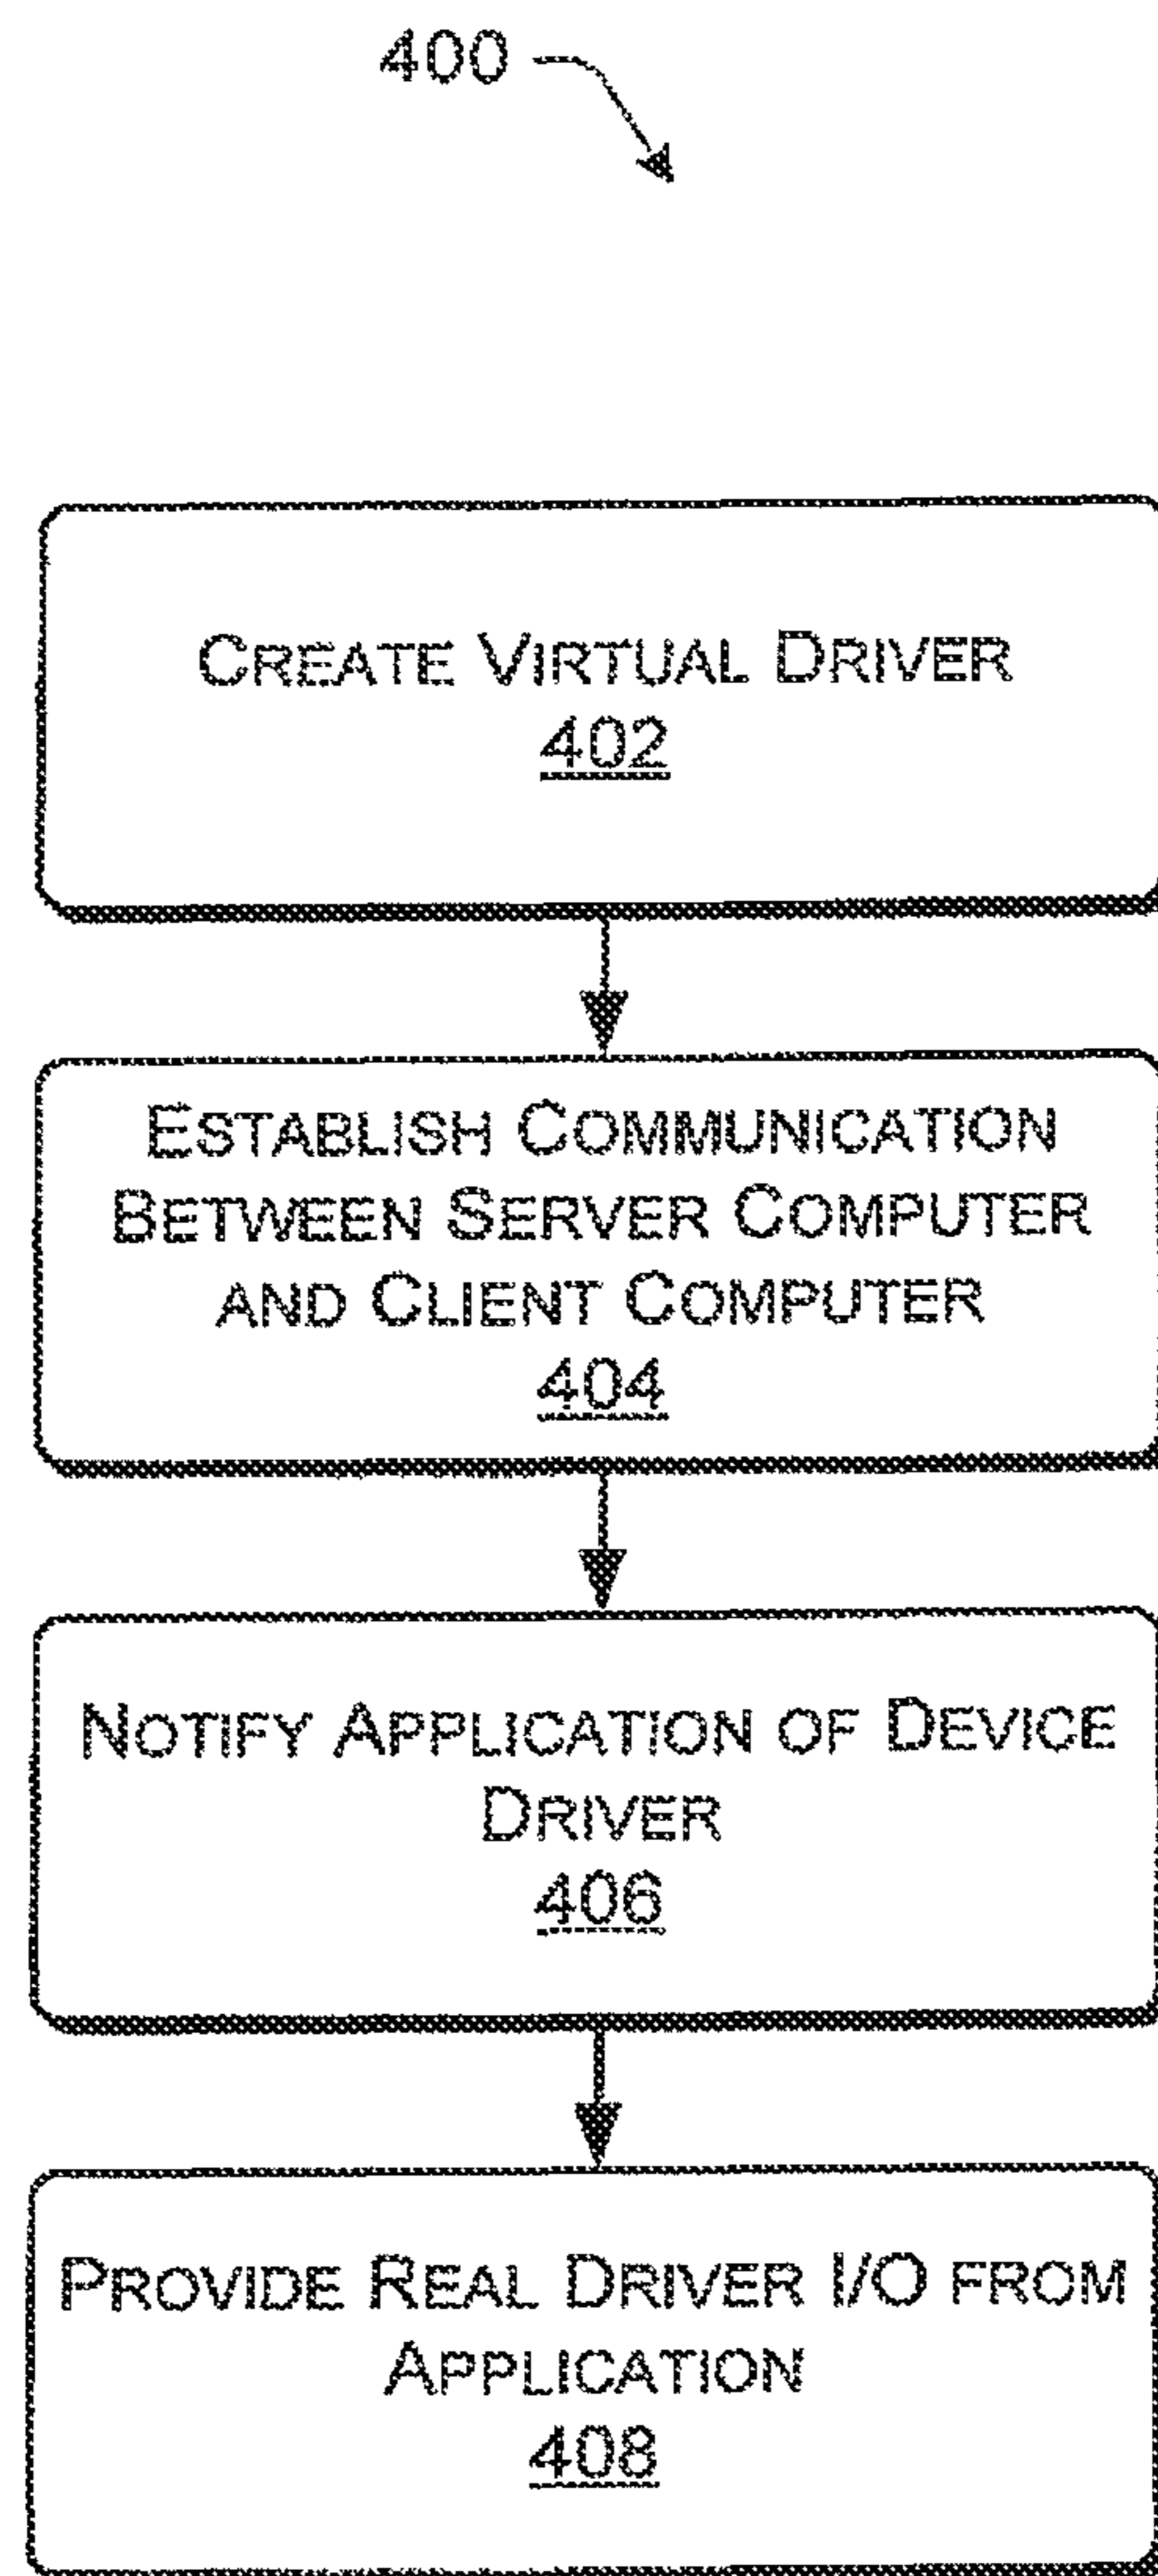 400
CREATE VIRTUAL DRIVER
402
ESTABLISH COMMUNICATION
BETWEEN SERVER COMPUTER
AND CLIENT COMPUTER
404
NOTIFY APPLICATION OF DEVICE
DRIVER
406
PROVIDE REAL DRIVER I/O FROM
APPLICATION
408